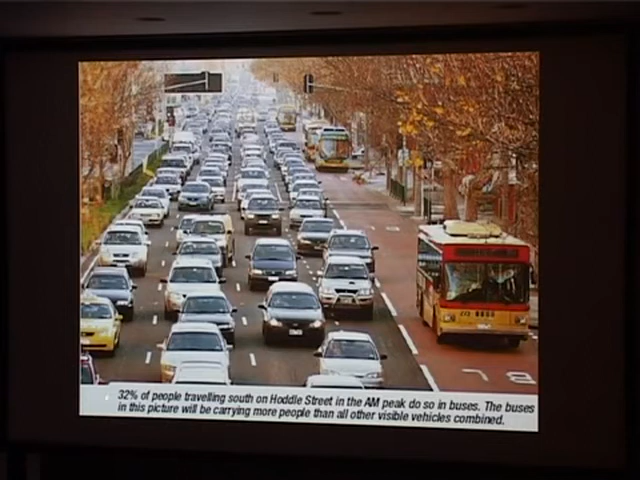 32% of people travelling south on Hoddle Street in the AM peak do so in buses. The buses
in this picture will be carrying more people than all other visible vehicles combined.